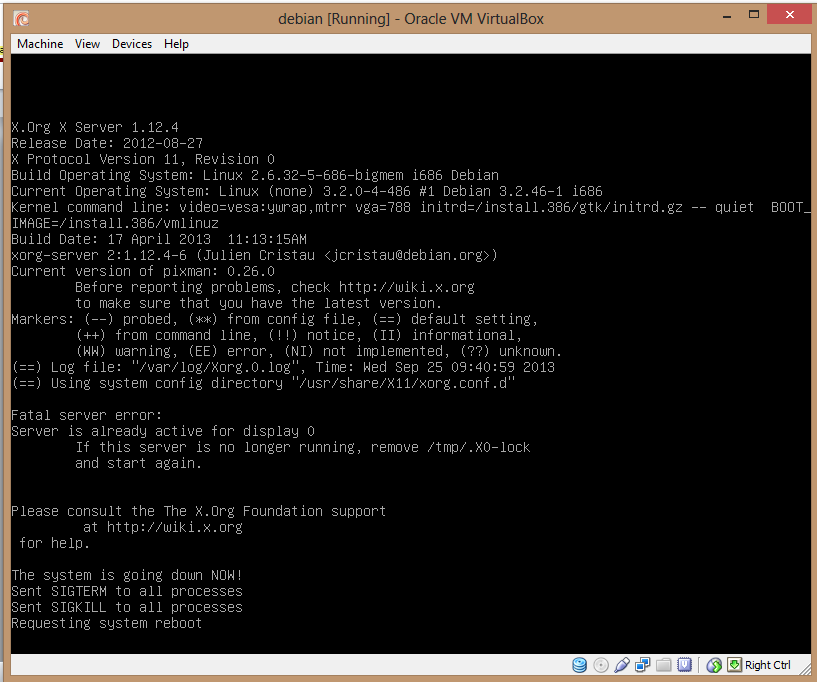 debian [Running] - Oracle VM VirtualBox
Machine View Devices Help
X.Org X Server 1.12.4
Release Date: 2012-08-27
X Protocol Version 11, Revision 0
Build Operating System: Linux 2.6.32-5-686-bigmem i686 Debian
Current Operating System: Linux (none) 3.2.0-4-486 #1 Debian 3.2.46-1 i686
Kernel command line: video=vesa:ywrap,mtrr vga=788 initrd=/install.386/gtk/initrd.gz -- quiet  BOOT_
IMAGE=/install.386/vmlinuz
Build Date: 17 April 2013  11:13:15AM
xorg-server 2:1.12.4-6 (Julien Cristau <jcristau@debian.org>)
Current version of pixman: 0.26.0
Before reporting problems, check http://wiki.x.org
to make sure that you have the latest version.
Markers: (--) probed, (**) from config file, (==) default setting,
(++) from command line, (!!) notice, (II) informational,
(WW) warning, (EE) error, (NI) not implemented, (??) unknown.
(==) Log file: "/var/log/Xorg.0.log", Time: Wed Sep 25 09:40:59 2013
(==) Using system config directory "/usr/share/X11/xorg.conf.d"
Fatal server error:
Server is already active for display 0
If this server is no longer running, remove /tmp/.X0-lock
and start again.
Please consult the The X.Org Foundation support
at http://wiki.x.org
for help.
The system is going down NOW!
Sent SIGTERM to all processes
Sent SIGKILL to all processes
Requesting system reboot
Right Ctrl